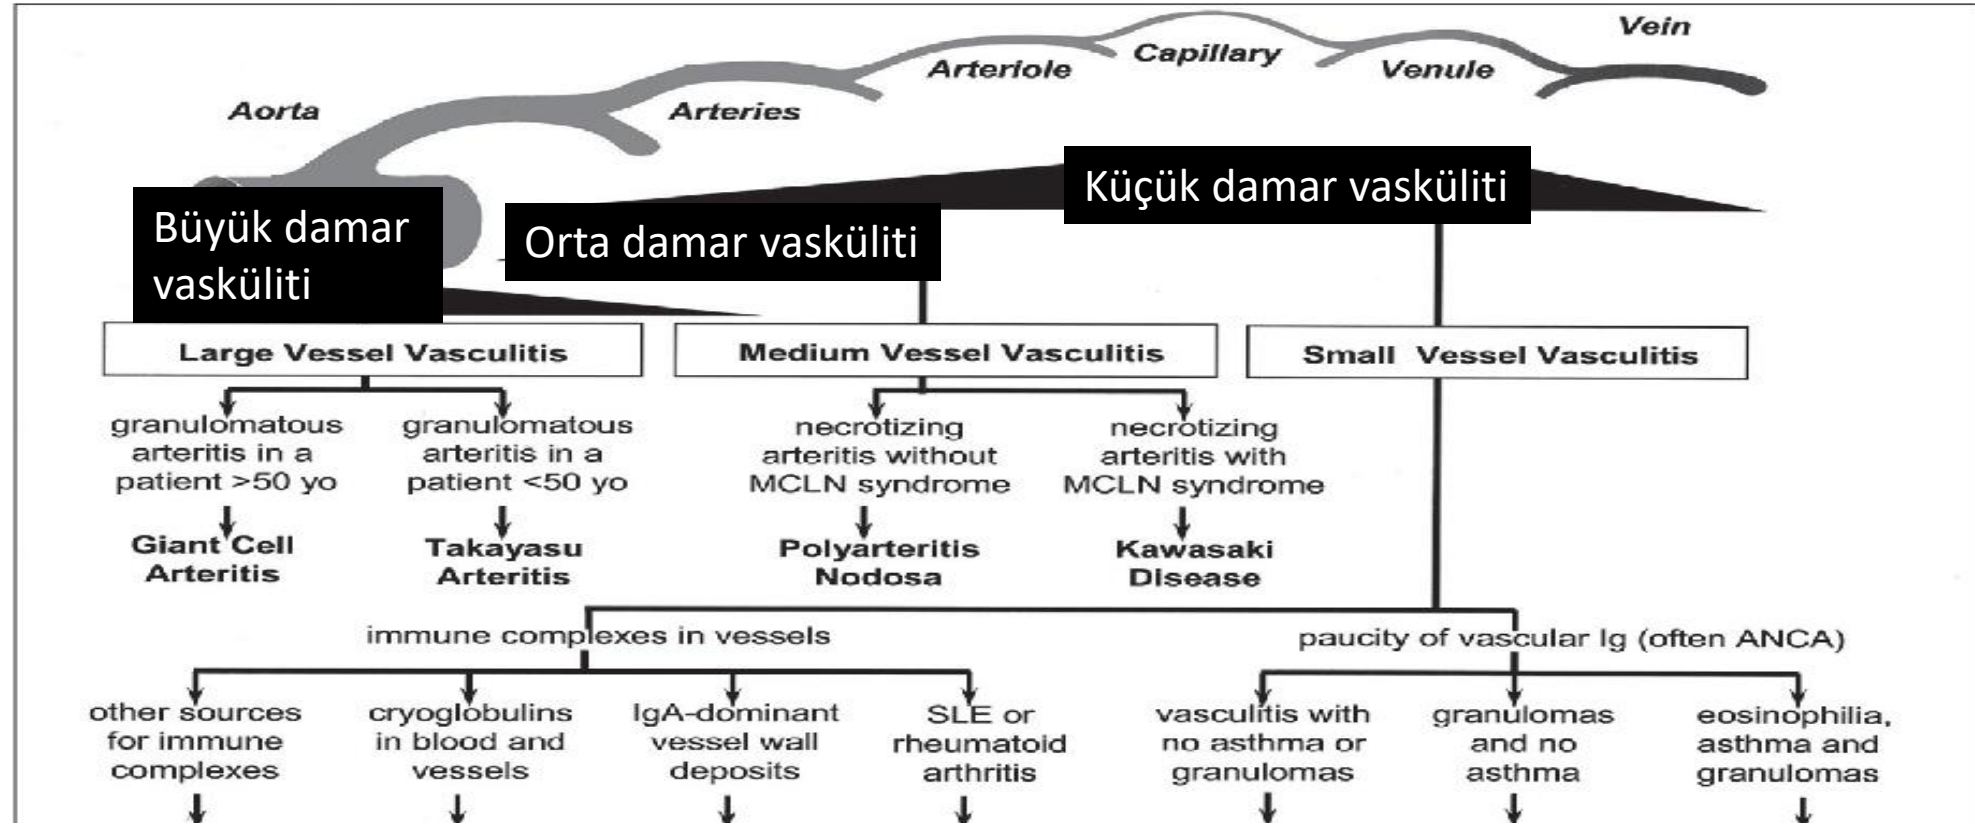 Vein
Capillary
Arteriole
Venule
Aorta
Arteries
Küçük damar vasküliti
Büyük damar
vasküliti
Orta damar vasküliti
Large Vessel Vasculitis
Medium Vessel Vasculitis
Small Vessel Vasculitis
granulomatous
arteritis in a
patient >50 yo
granulomatous
arteritis in a
patient <50 yo
necrotizing
arteritis without
MCLN syndrome
necrotizing
arteritis with
MCLN syndrome
Giant Cell
Arteritis
Takayasu
Arteritis
Polyarteritis
Nodosa
Kawasaki
Disease
immune complexes in vessels
paucity of vascular Ig (often ANCA)
other sources
for immune
complexes
cryoglobulins
in blood and
vessels
IgA-dominant
vessel wall
deposits
SLE or
rheumatoid
arthritis
vasculitis with
no asthma or
granulomas
granulomas
and no
asthma
eosinophilia,
asthma and
granulomas